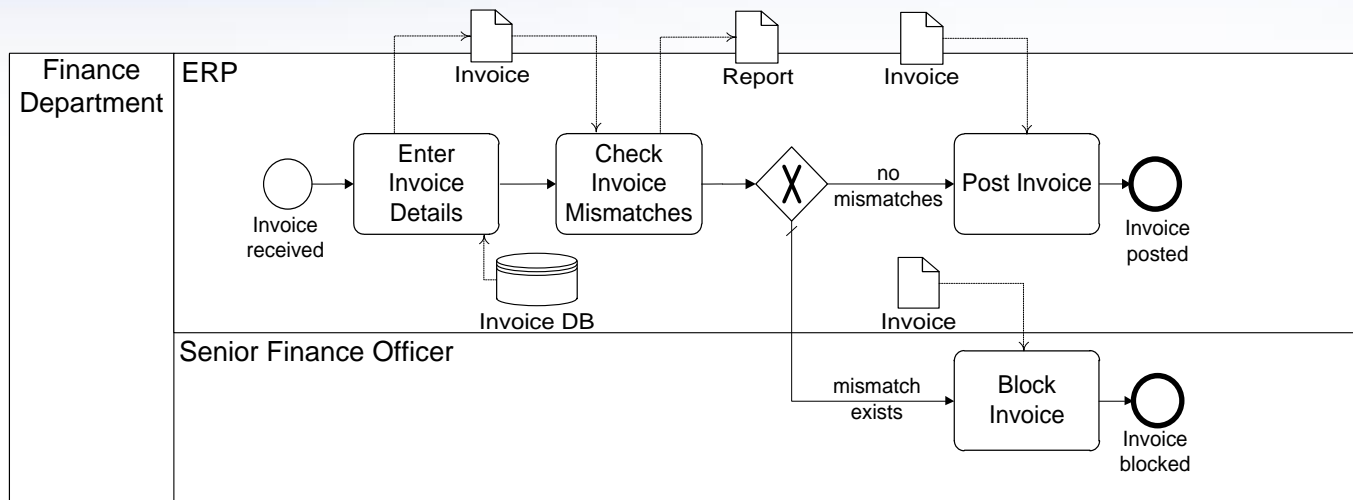 Invoice
Report
Invoice
Finance
Department
ERP
Enter
Invoice
Details
Check
Invoice
Mismatches
X
no
mismatches
Post Invoice
Invoice
received
Invoice
posted
Invoice DB
Invoice
Senior Finance Officer
mismatch
exists
Block
Invoice
Invoice
blocked